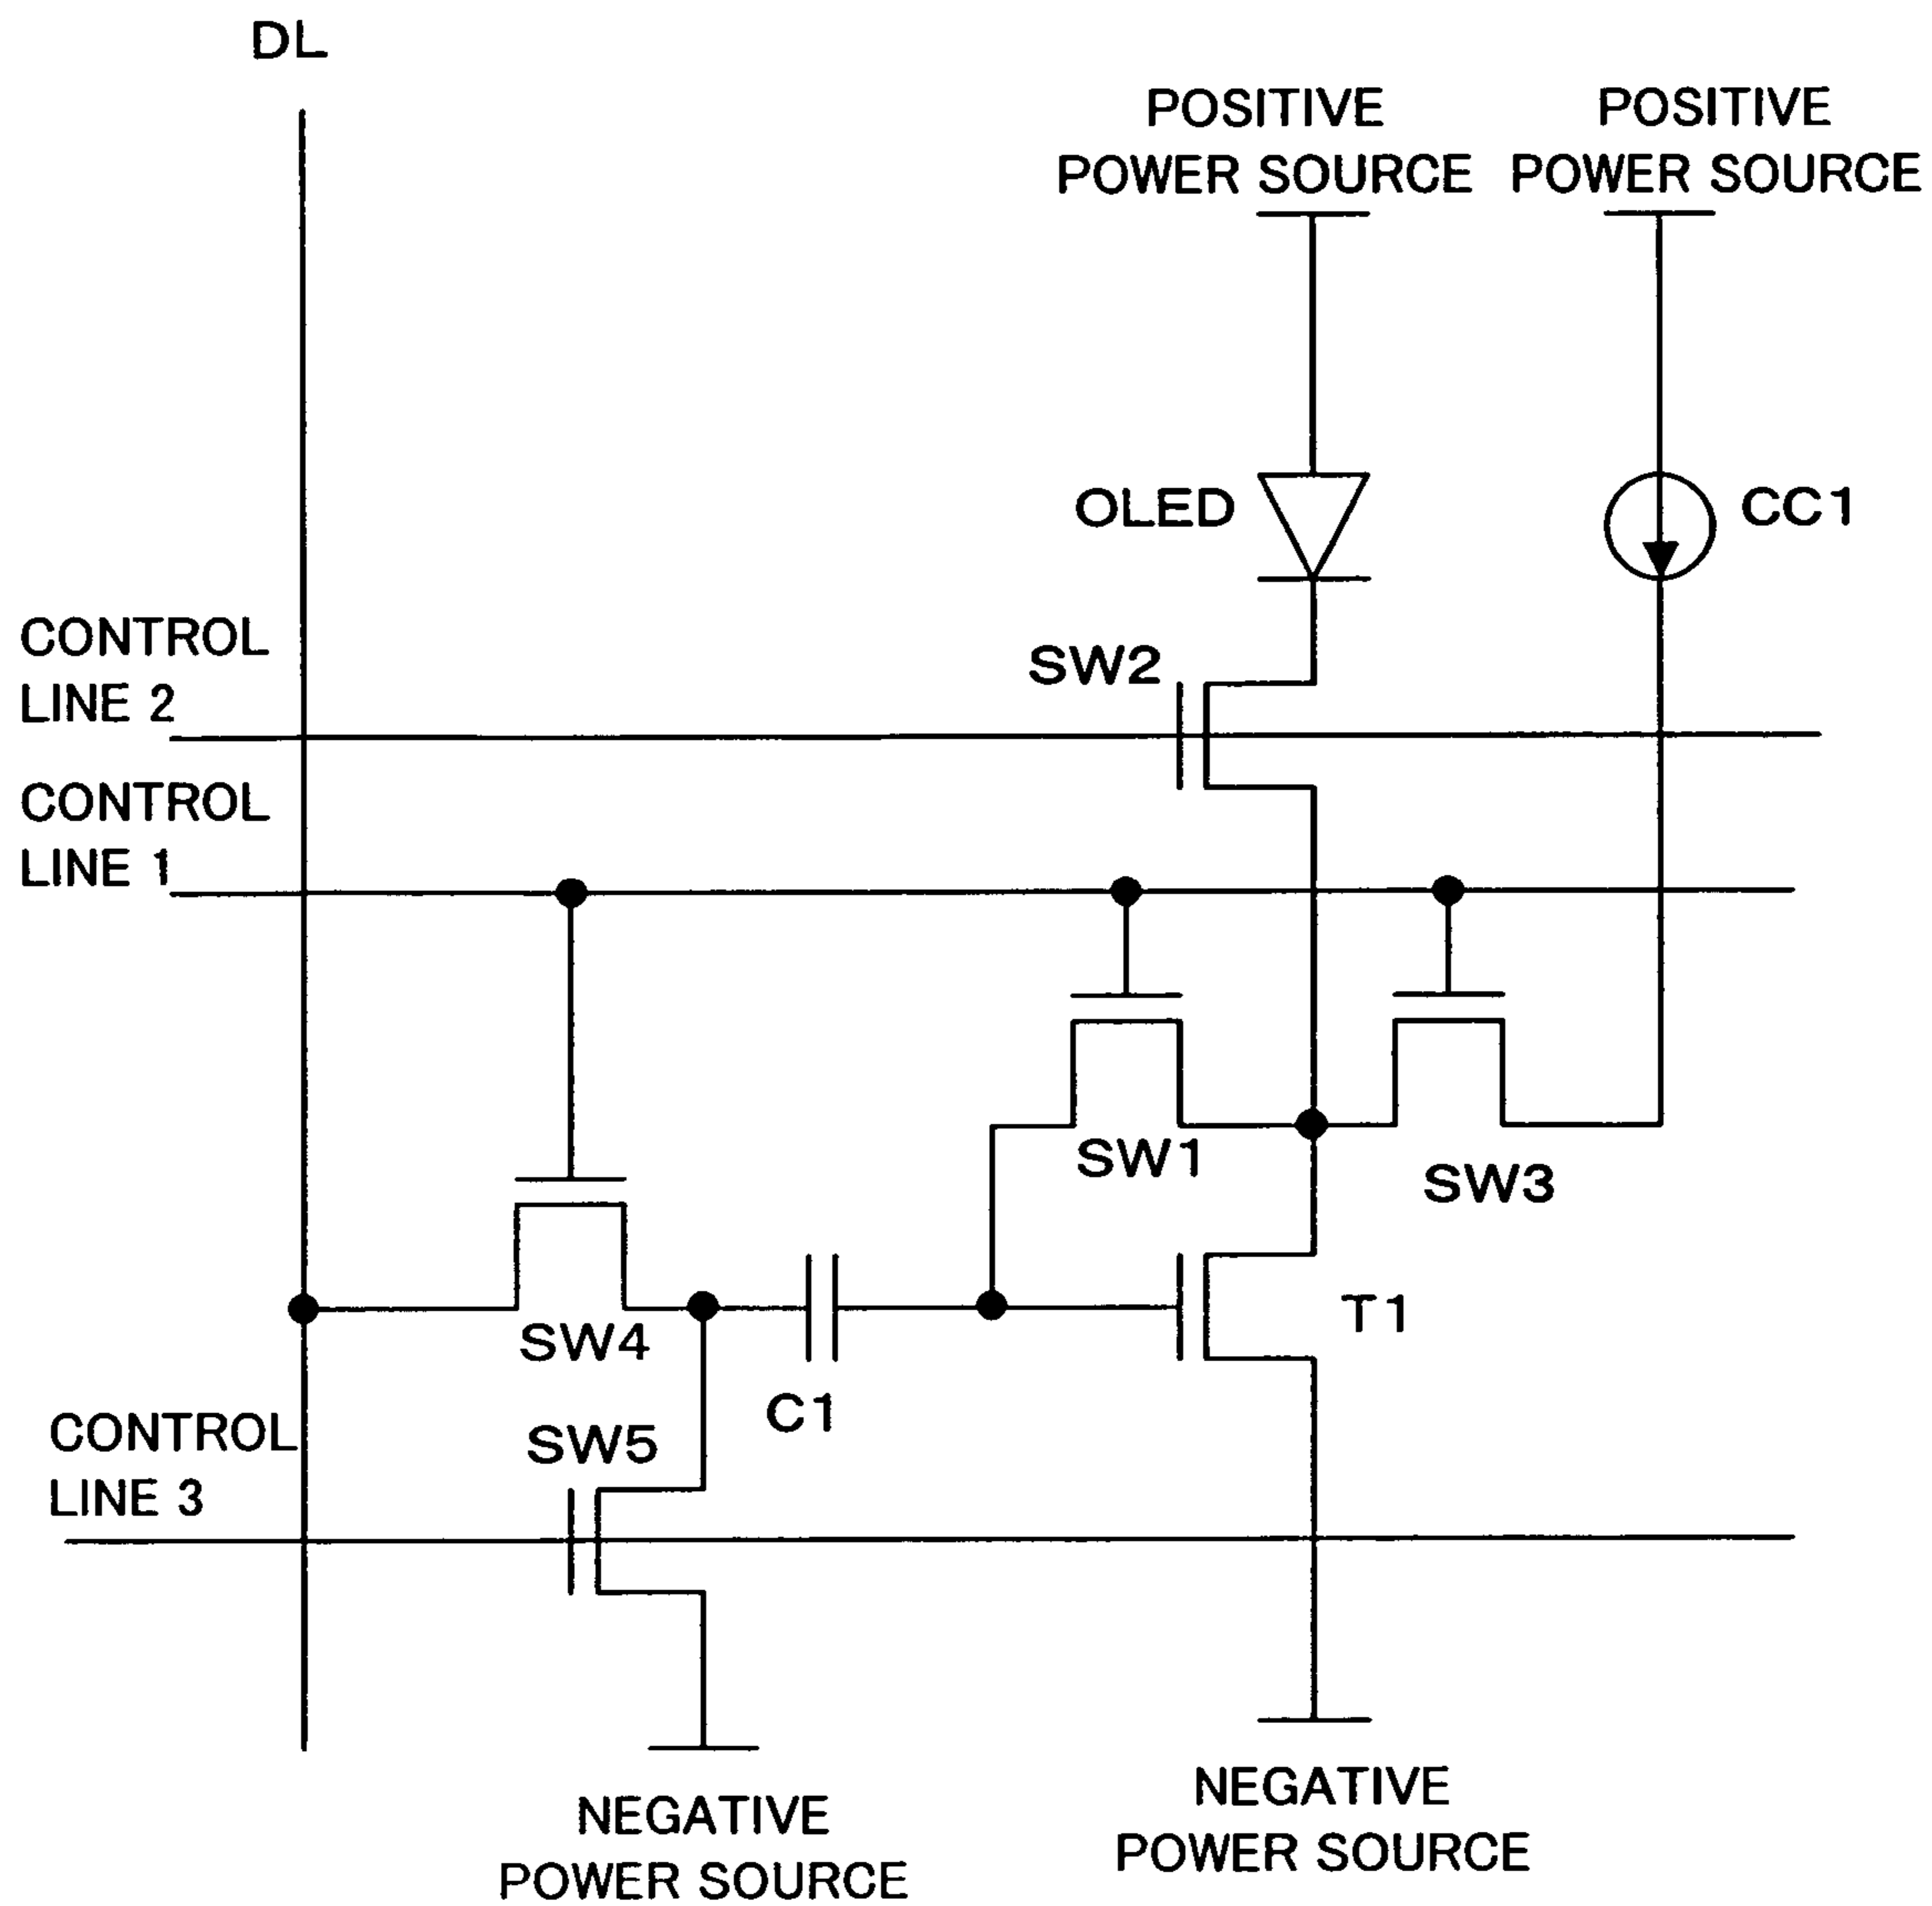 DL
POSITIVE
POWER SOURCE
POSITIVE
POWER SOURCE
OLED
CC1
CONTROL
LINE 2
SW2
CONTROL
LINE 1
SW1
SW3
SW4
T1
C1
CONTROL
LINE 3
SW5
NEGATIVE
POWER SOURCE
NEGATIVE
POWER SOURCE